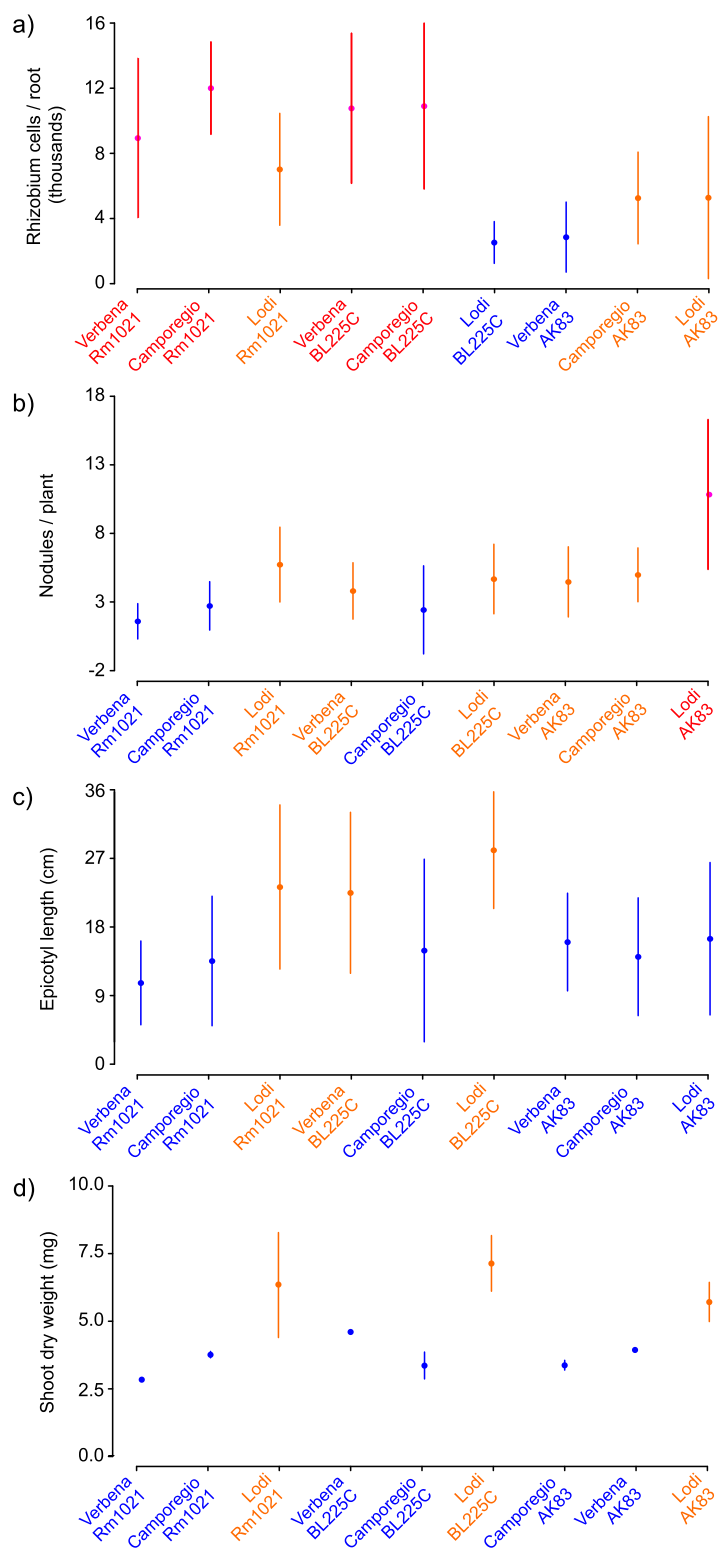 a)
Rhizobium cells / root
(thousands)
16
12
8
4
0
Verbena
Rm1021
Camporegio
Rm1021
Lodi
Rm1021
Verbena
BL225C
Camporegio
BL225C
Lodi
BL225C
Verbena
AK83
Camporegio
AK83
Lodi
AK83
b)
Nodules / plant
18
13
8
3
-2
Verbena
Rm1021
Camporegio
Rm1021
Lodi
Rm1021
Verbena
BL225C
Camporegio
BL225C
Lodi
BL225C
Verbena
AK83
Camporegio
AK83
Lodi
AK83
c)
Epicotyl length (cm)
36
27
18
9
0
Verbena
Rm1021
Camporegio
Rm1021
Lodi
Rm1021
Verbena
BL225C
Camporegio
BL225C
Lodi
BL225C
Verbena
AK83
Camporegio
AK83
Lodi
AK83
d)
Shoot dry weight (mg)
10.0
7.5
5.0
2.5
0.0
Verbena
Rm1021
Camporegio
Rm1021
Lodi
Rm1021
Verbena
BL225C
Camporegio
BL225C
Lodi
BL225C
Camporegio
AK83
Verbena
AK83
Lodi
AK83